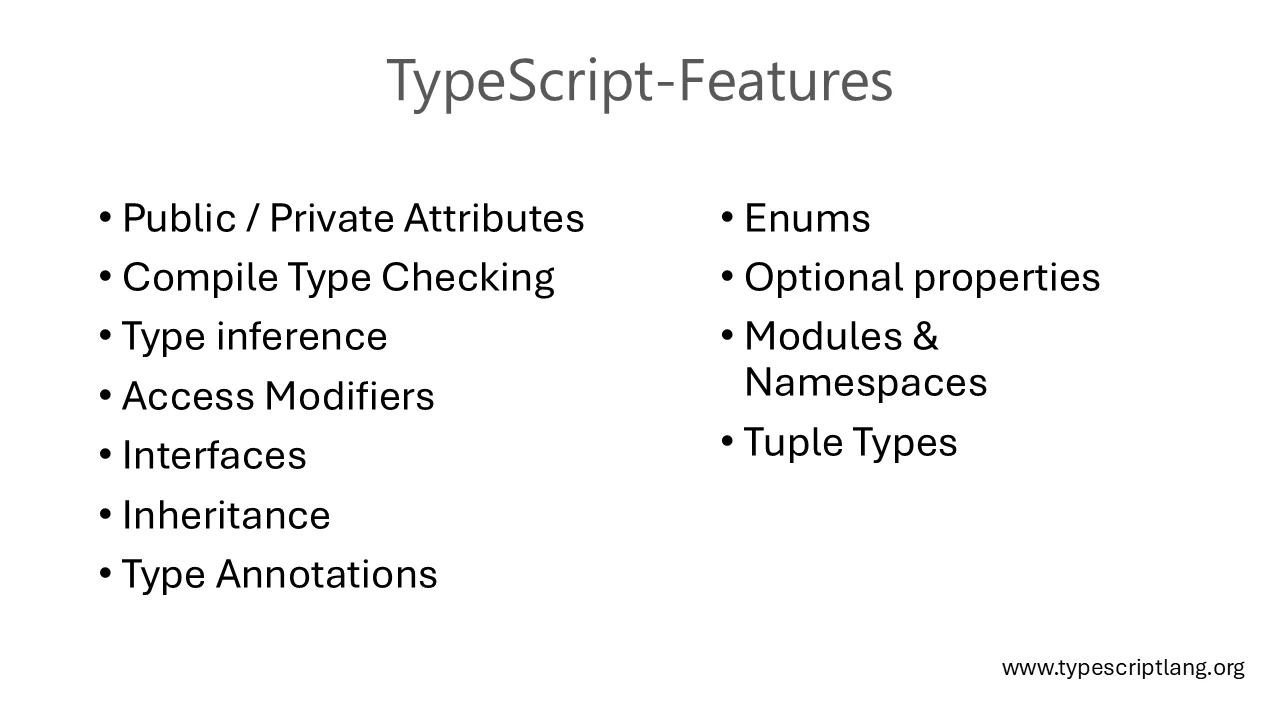 TypeScript-Features
• Public / Private Attributes
• Compile Type Checking
• Type inference
• Access Modifiers
• Interfaces
• Inheritance
• Type Annotations
• Enums
• Optional properties
• Modules &
Namespaces
• Tuple Types
www.typescriptlang.org